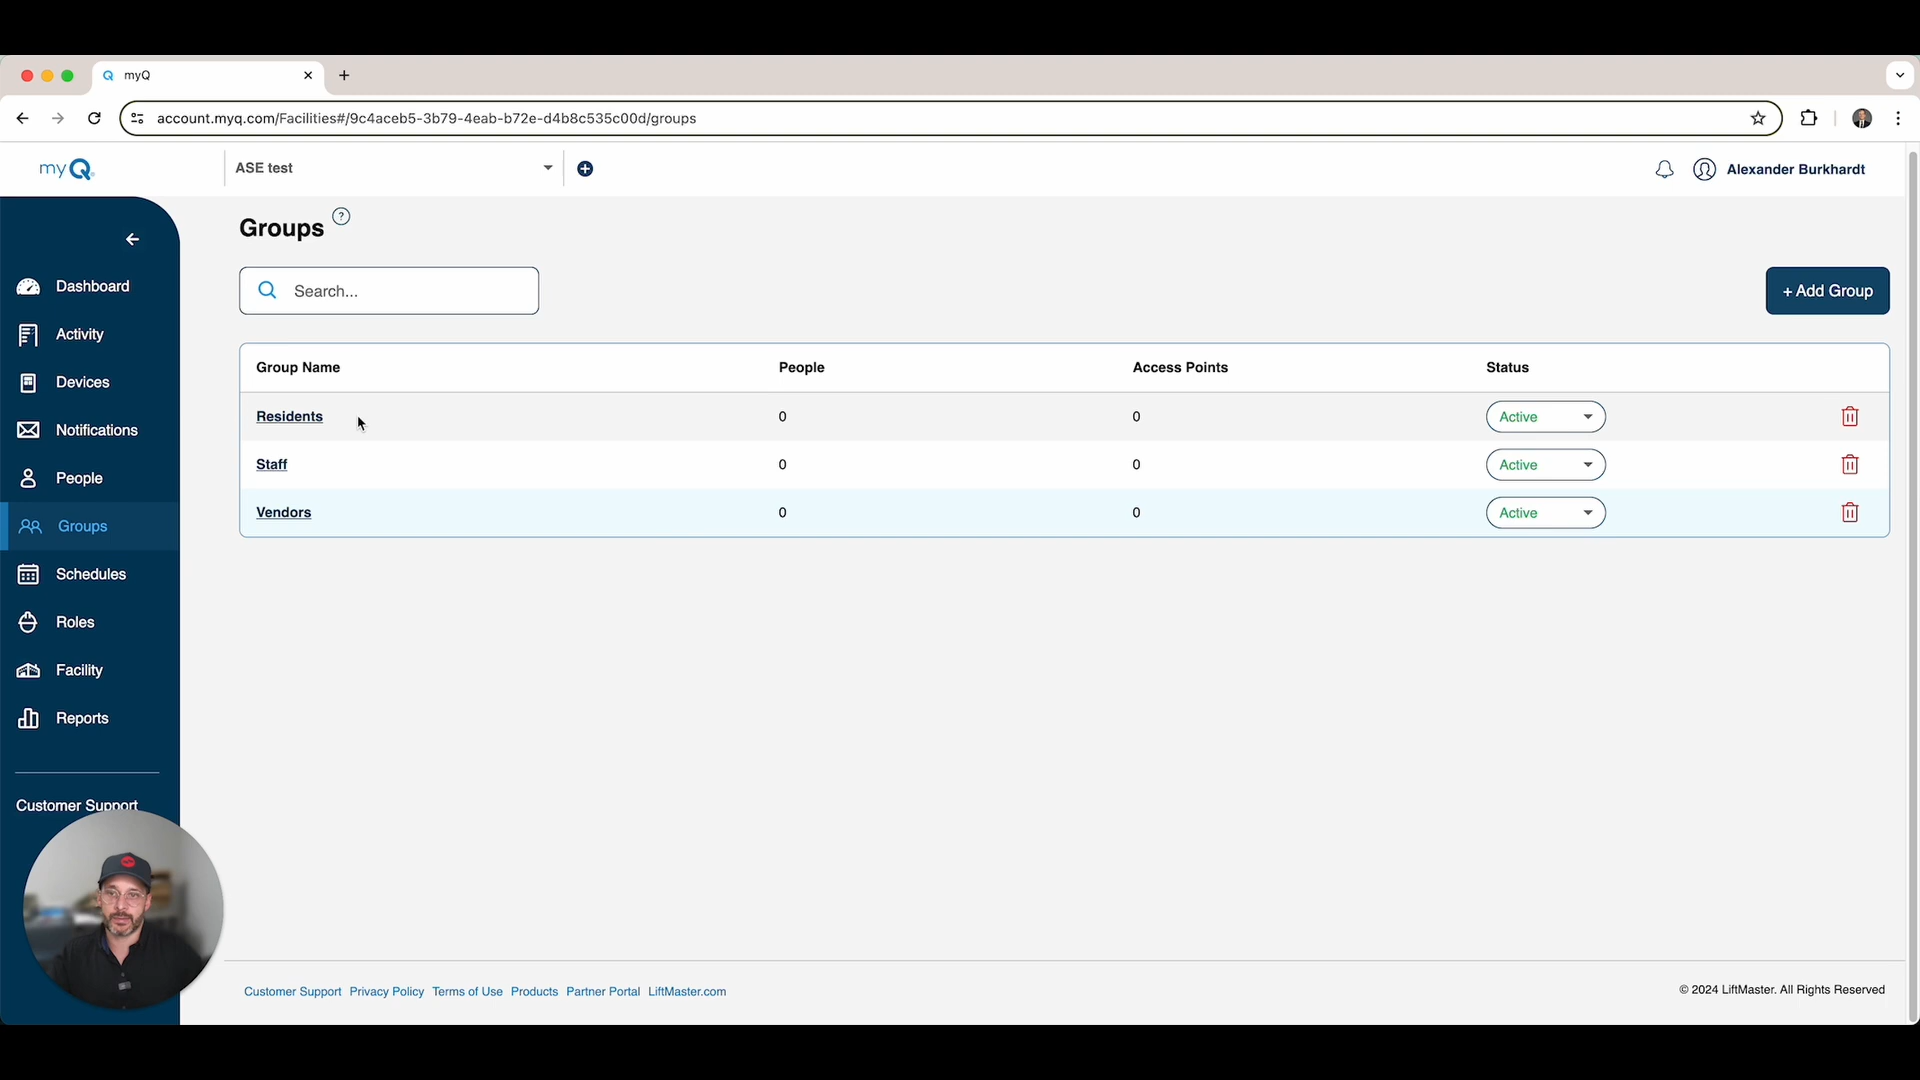 myQ
account.myq.com/Facilities#/9c4aceb5-3b79-4eab-b72e-d4b8c535c00d/groups
myQ
ASE test
Alexander Burkhardt
Groups ?
Search...
+ Add Group
Dashboard
Activity
Devices
Notifications
People
Groups
Schedules
Roles
Facility
Reports
Customer Support
Group Name People Access Points Status
Residents 0 0 Active
Staff 0 0 Active
Vendors 0 0 Active
Customer Support Privacy Policy Terms of Use Products Partner Portal LiftMaster.com
© 2024 LiftMaster. All Rights Reserved